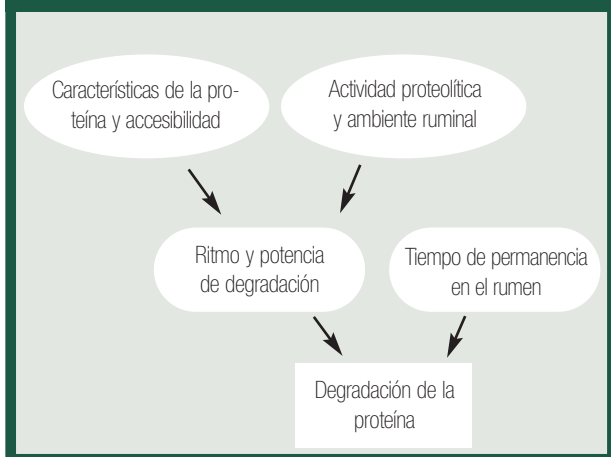 Características de la pro-
teína y accesibilidad
Actividad proteolítica
y ambiente ruminal
Ritmo y potencia
de degradación
Tiempo de permanencia
en el rumen
Degradación de la
proteína